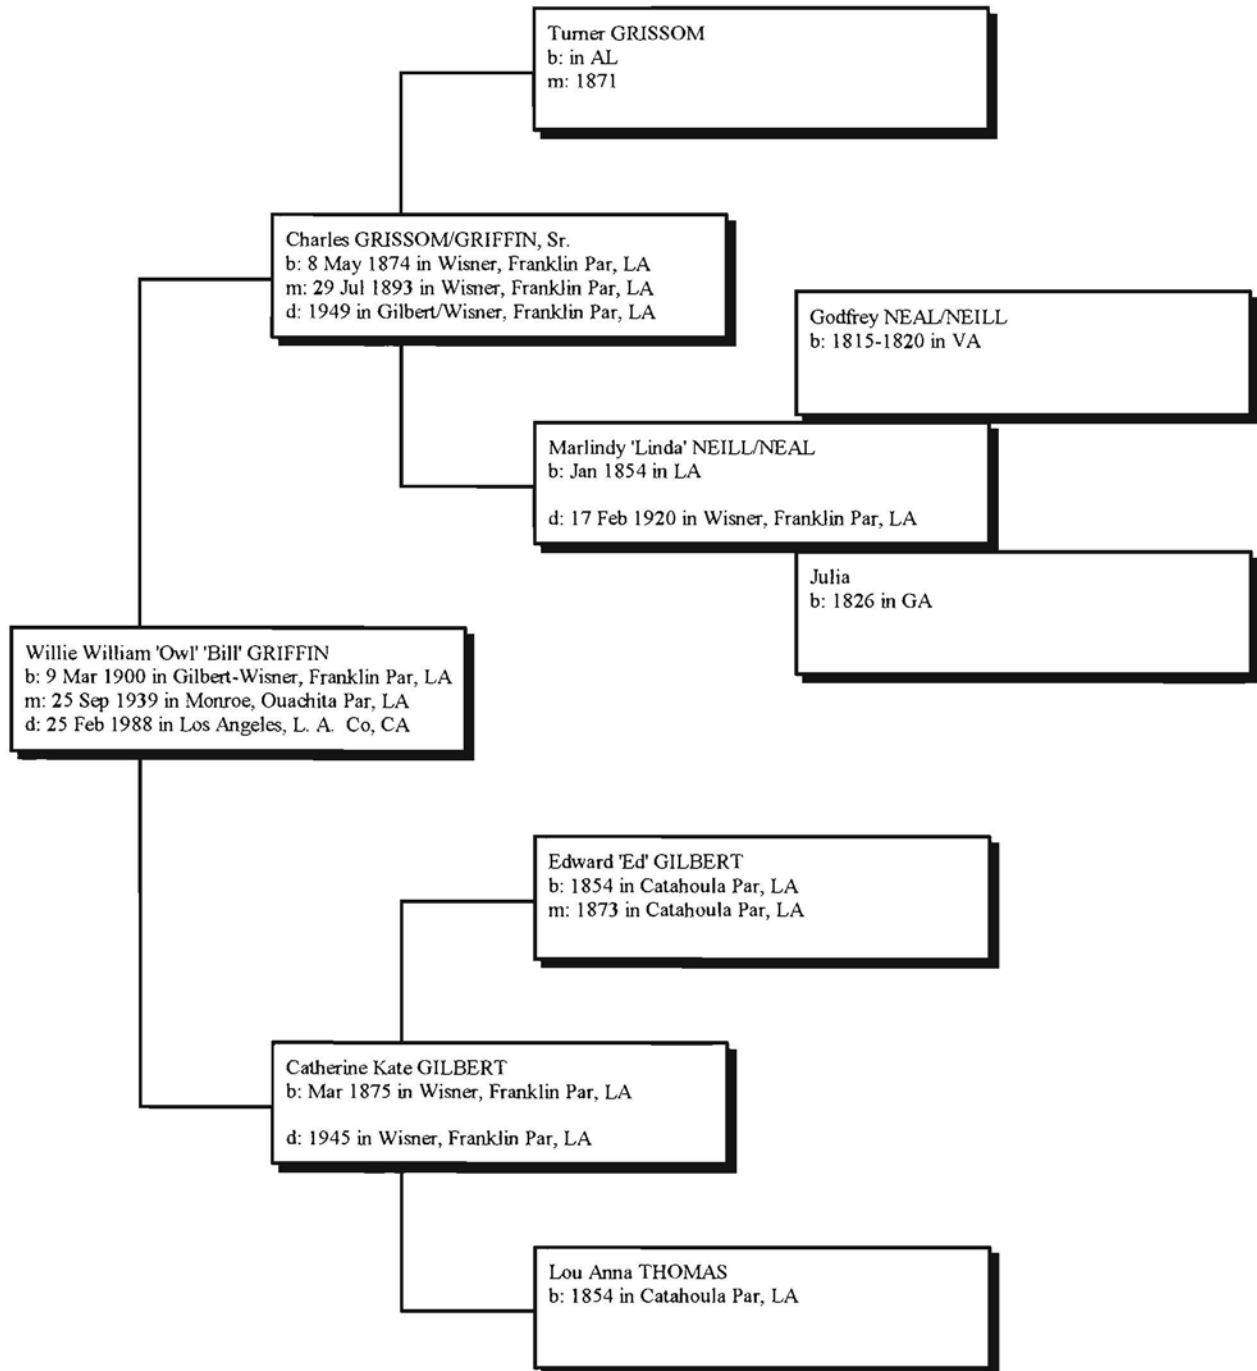 Turner GRISSOM
b: in AL
m: 1871
Charles GRISSOM/GRIFFIN, Sr.
b: 8 May 1874 in Wisner, Franklin Par, LA
m: 29 Jul 1893 in Wisner, Franklin Par, LA
d: 1949 in Gilbert/Wisner, Franklin Par, LA
Godfrey NEAL/NEILL
b: 1815-1820 in VA
Marlindy 'Linda' NEILL/NEAL
b: Jan 1854 in LA
d: 17 Feb 1920 in Wisner, Franklin Par, LA
Julia
b: 1826 in GA
Willie William 'Owl' 'Bill' GRIFFIN
b: 9 Mar 1900 in Gilbert-Wisner, Franklin Par, LA
m: 25 Sep 1939 in Monroe, Ouachita Par, LA
d: 25 Feb 1988 in Los Angeles, L. A. Co, CA
Edward 'Ed' GILBERT
b: 1854 in Catahoula Par, LA
m: 1873 in Catahoula Par, LA
Catherine Kate GILBERT
b: Mar 1875 in Wisner, Franklin Par, LA
d: 1945 in Wisner, Franklin Par, LA
Lou Anna THOMAS
b: 1854 in Catahoula Par, LA